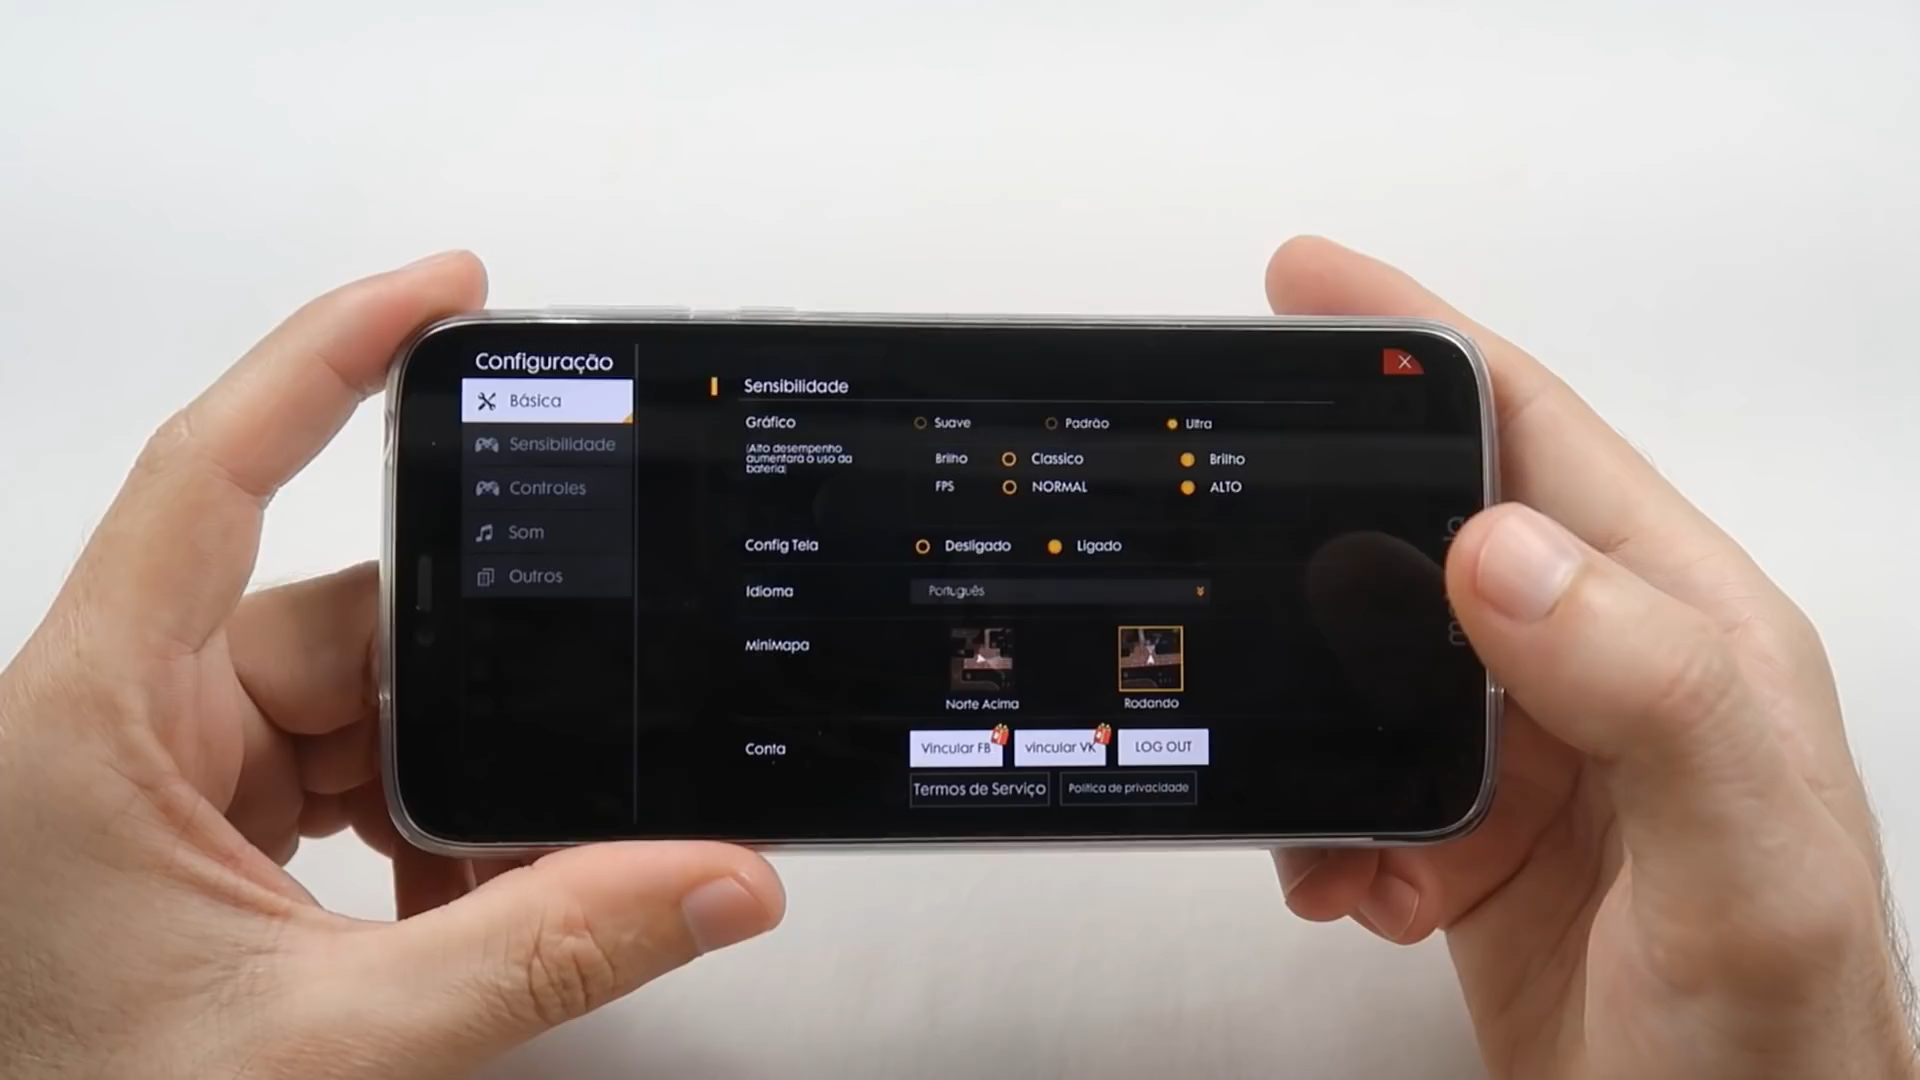 Configuração
Básica
Sensibilidade
Controles
Som
Outros
Sensibilidade
Gráfico
Suave
Padrão
Ultra
(Alto desempenho
aumentará o uso da
bateria)
Brilho
Classico
Brilho
FPS
NORMAL
ALTO
Config Tela
Desligado
Ligado
Idioma
Português
MiniMapa
Norte Acima
Rodando
Conta
Vincular FB
vincular VK
LOG OUT
Termos de Serviço
Política de privacidade